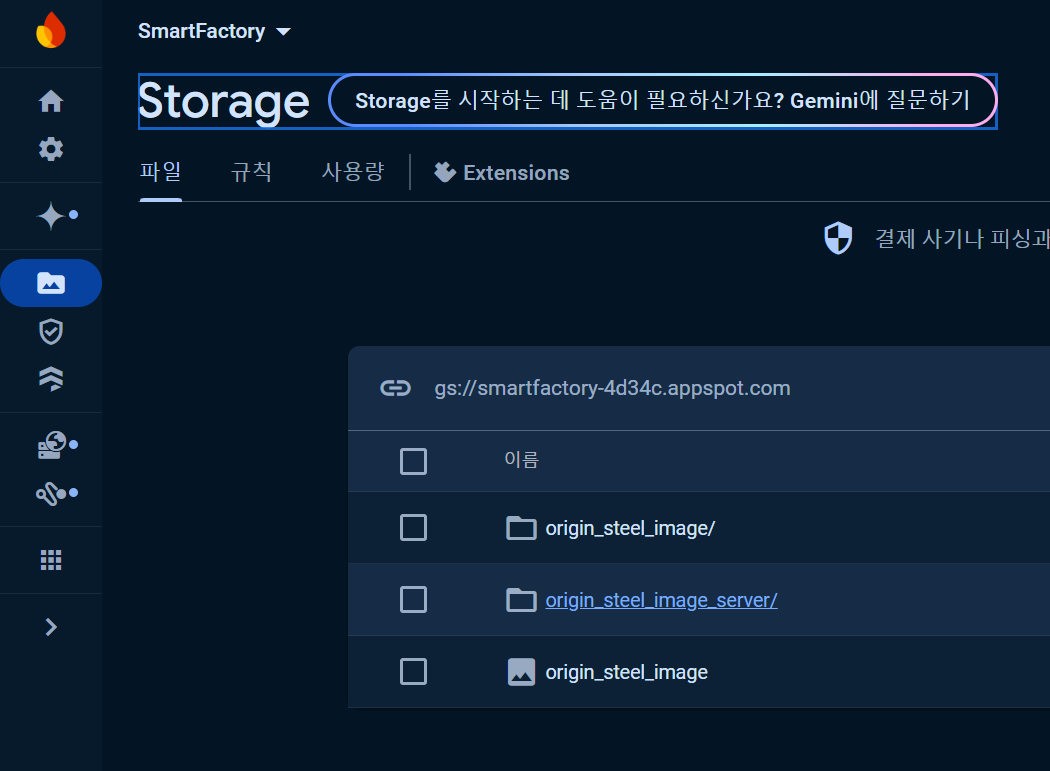 SmartFactory
Storage
Storage를 시작하는 데 도움이 필요하신가요? Gemini에 질문하기
파일 규칙 사용량 Extensions
결제 사기나 피싱과
gs://smartfactory-4d34c.appspot.com
이름
origin_steel_image/
origin_steel_image_server/
origin_steel_image